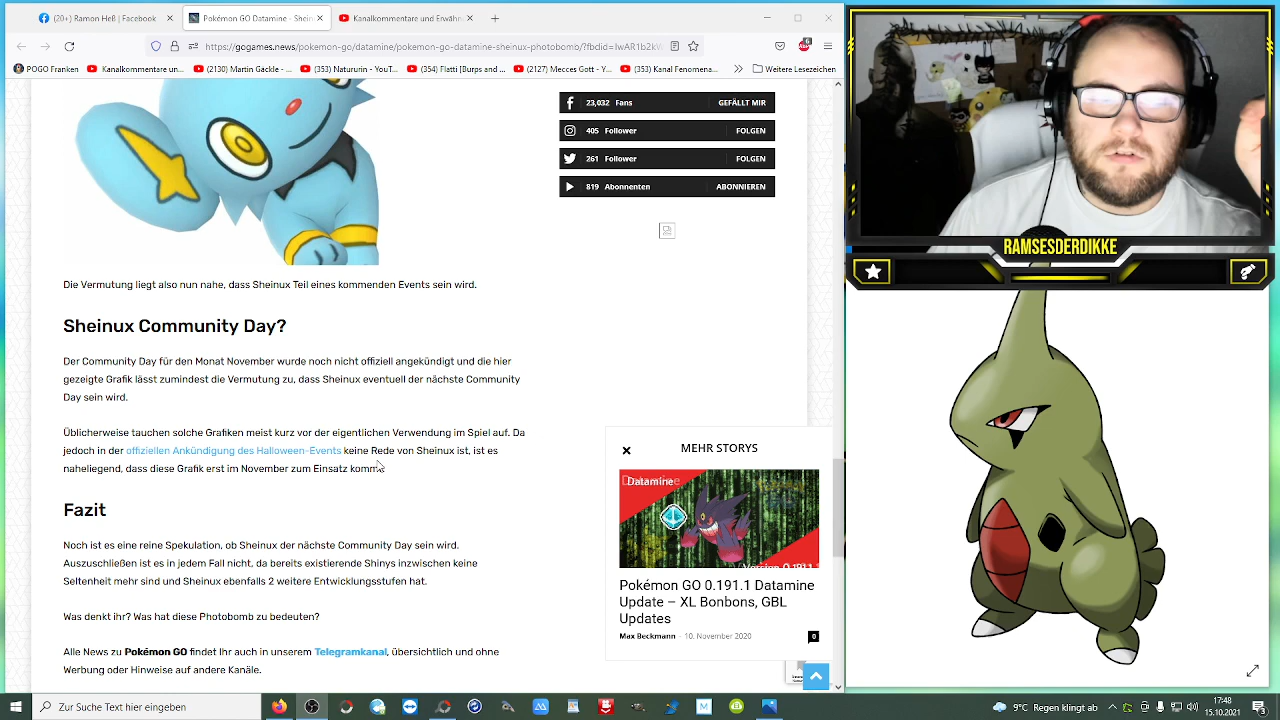 (20+) Facebook
Pokémon GO Datamine – Shein
Kanalkommentare und Erwähn
https://gogames.news
/pokemon-go/datamine/pokemon-go-datamine-sheinux-photobomb/?fbdid=IwAR1b2kV
POGO Farden
Kanalkommentare un...
(2130) Martin Gackle - ...
(353) Naturensöhne - YouT...
(354) Flatti [Burps and ...
(217) Meccs Gott - Y...
(353) Kanal Fenomena...
Weitere Lesezeichen
23,032 Fans GEFÄLLT MIR
405 Follower FOLGEN
261 Follower FOLGEN
819 Abonnenten ABONNIEREN
RAMSESDERDIKKE
Die Vermutung liegt nun nahe, dass Sheinux Teil eines kommenden Events sein wird.
Sheinux Community Day?
Der Community Day für den Monat November wurde noch nicht offiziell angekündigt und die hier
gezeigte Grafik lässt zumindest die Vermutung zu, dass Sheinux eventuell der nächste Community
Day sein wird.
Üblicherweise tauchen solche Grafiken meist kurz vor der eigentlichen Verwendung im Spiel auf. Da
jedoch in der offiziellen Ankündigung des Halloween-Events keine Rede von Sheinux ist, ist es
naheliegend, dass diese Grafik erst im November zum Einsatz kommt.
MEHR STORYS
Datamine
Version 0.191.1
Pokémon GO 0.191.1 Datamine
Update – XL Bonbons, GBL
Updates
Max Beckmann - 10. November 2020 0
Fazit
Noch ist es eine reine Spekulation, ob Sheinux der nächste Community Day sein wird.
Auszuschließen ist es in jedem Fall nicht, da bereits existierende Shinys inzwischen keine
Seltenheit mehr sind und Sheinux ebenfalls 2 weitere Entwicklungsstufen hat.
Was denkt ihr? Was hat diese Photobomb zu bedeuten?
Alle News zu Pokémon GO findet Ihr auch in unserem Telegramkanal, übersichtlich und ohne
Werbung oder Hinweise auf andere Kanäle.
Zur Suche Text hier eingeben
9°C
17:48
15.10.2021